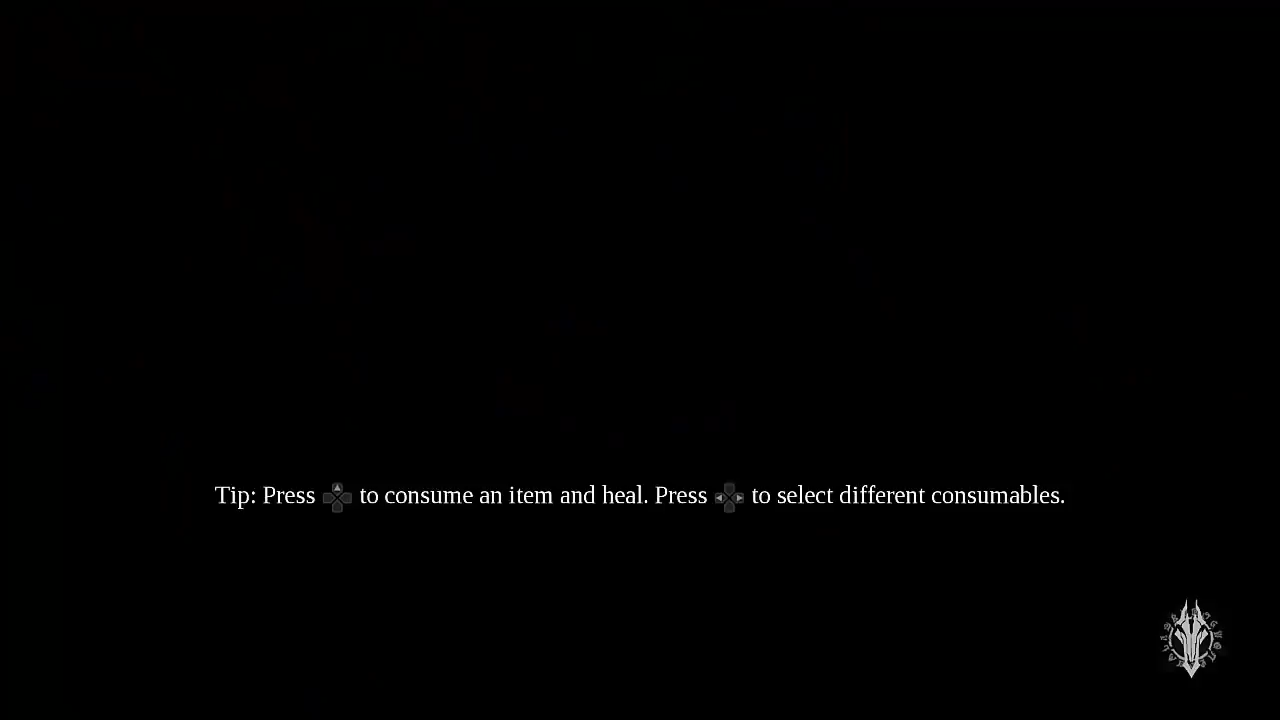 Tip: Press to consume an item and heal. Press to select different consumables.